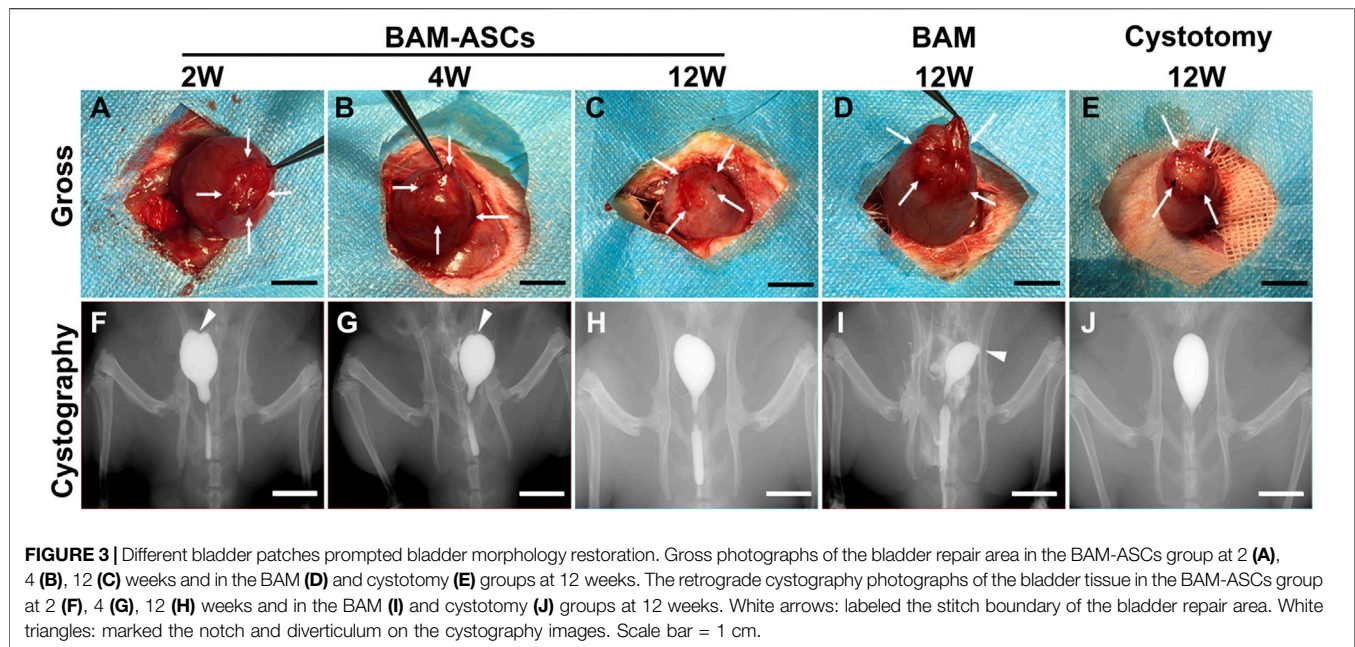 BAM-ASCs BAM Cystotomy
2W 4W 12W 12W 12W
Gross
A B C D E
Cystography
F G H I J
FIGURE 3 | Different bladder patches prompted bladder morphology restoration. Gross photographs of the bladder repair area in the BAM-ASCs group at 2 (A),
4 (B), 12 (C) weeks and in the BAM (D) and cystotomy (E) groups at 12 weeks. The retrograde cystography photographs of the bladder tissue in the BAM-ASCs group
at 2 (F), 4 (G), 12 (H) weeks and in the BAM (I) and cystotomy (J) groups at 12 weeks. White arrows: labeled the stitch boundary of the bladder repair area. White
triangles: marked the notch and diverticulum on the cystography images. Scale bar = 1 cm.